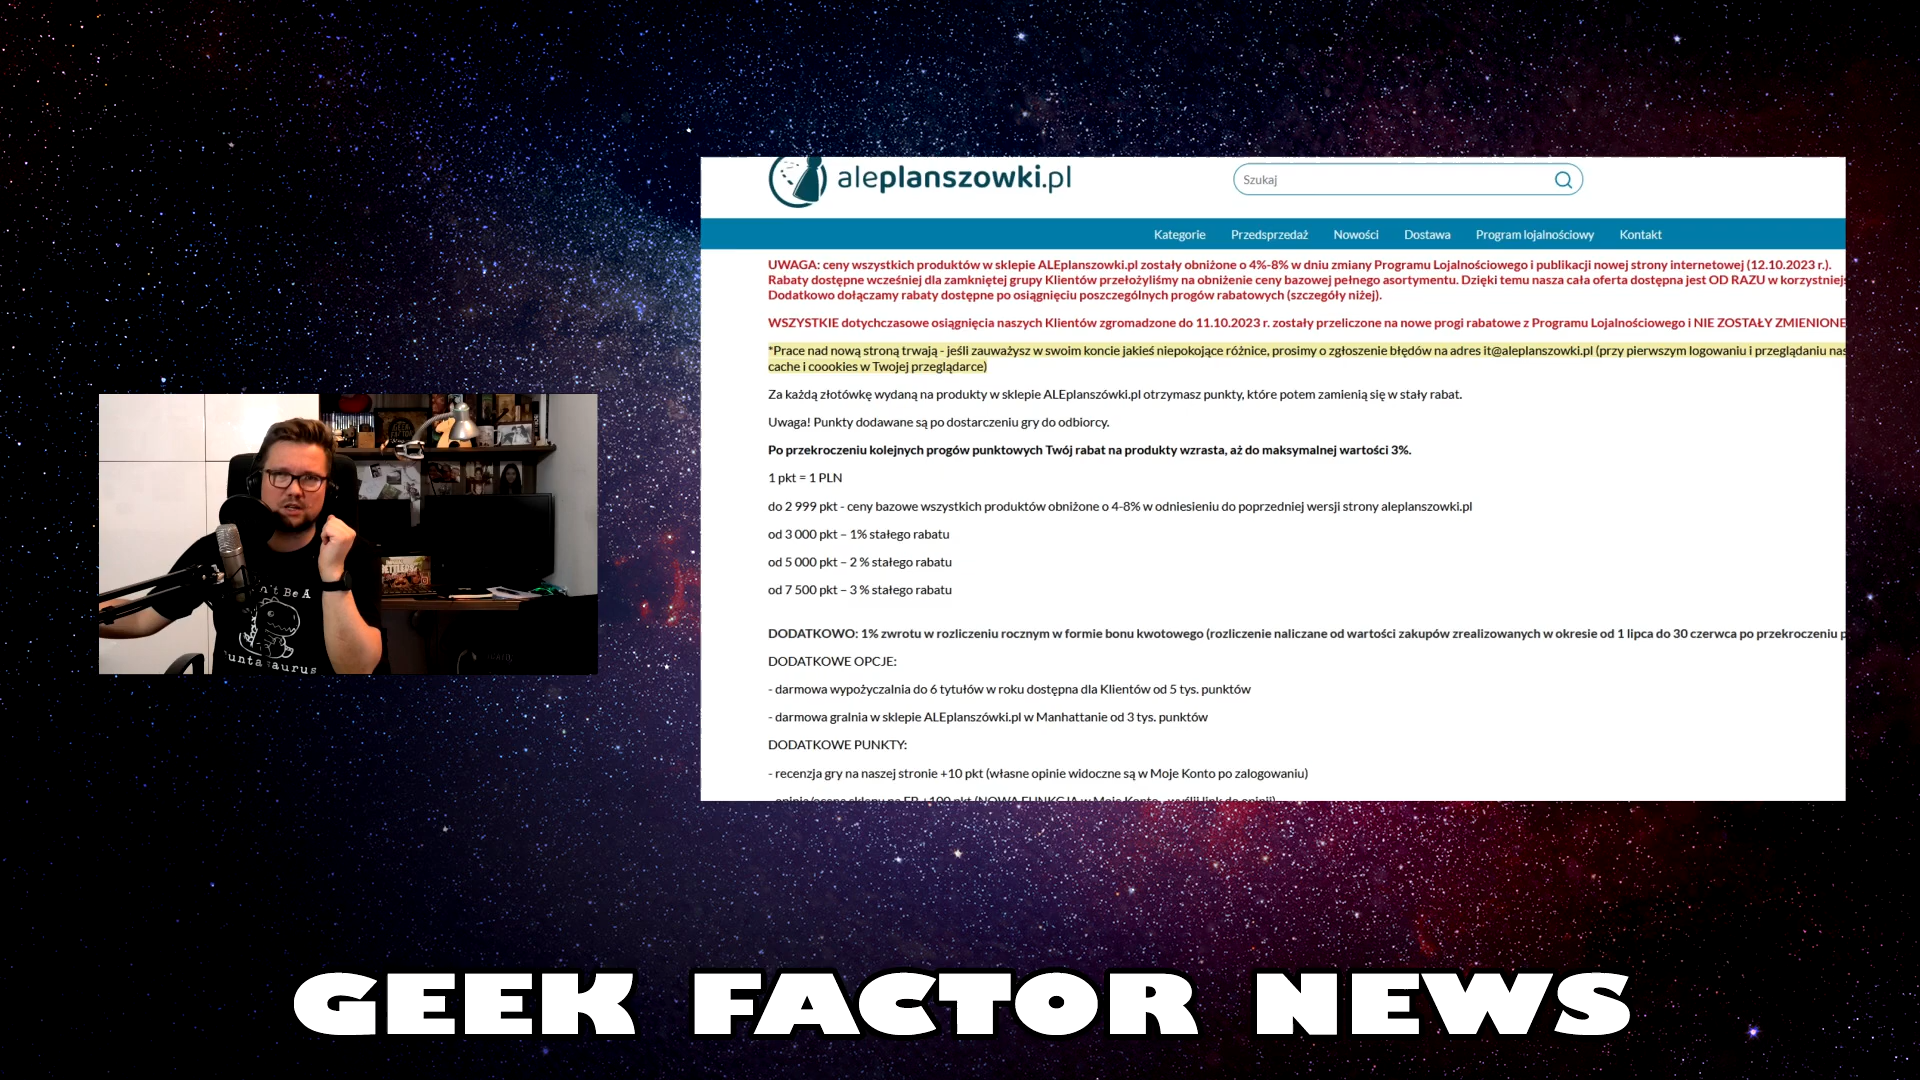 aleplanszowki.pl
Szukaj
Kategorie Przedsprzedaż Nowości Dostawa Program lojalnościowy Kontakt
UWAGA: ceny wszystkich produktów w sklepie ALEplanszowki.pl zostały obniżone o 4%-8% w dniu zmiany Programu Lojalnościowego i publikacji nowej strony internetowej (12.10.2023 r.).
Rabaty dostępne wcześniej dla zamkniętej grupy Klientów przełożyliśmy na obniżenie ceny bazowej pełnego asortymentu. Dzięki temu nasza cała oferta dostępna jest OD RAZU w korzystniejs
Dodatkowo dołączamy rabaty dostępne po osiągnięciu poszczególnych progów rabatowych (szczegóły niżej).
WSZYSTKIE dotychczasowe osiągnięcia naszych Klientów zgromadzone do 11.10.2023 r. zostały przeliczone na nowe progi rabatowe z Programu Lojalnościowego i NIE ZOSTAŁY ZMIENIONE
*Prace nad nową stroną trwają - jeśli zauważysz w swoim koncie jakieś niepokojące różnice, prosimy o zgłoszenie błędów na adres it@aleplanszowki.pl (przy pierwszym logowaniu i przeglądaniu nas
cache i coookies w Twojej przeglądarce)
Za każdą złotówkę wydaną na produkty w sklepie ALEplanszówki.pl otrzymasz punkty, które potem zamienią się w stały rabat.
Uwaga! Punkty dodawane są po dostarczeniu gry do odbiorcy.
Po przekroczeniu kolejnych progów punktowych Twój rabat na produkty wzrasta, aż do maksymalnej wartości 3%.
1 pkt = 1 PLN
do 2 999 pkt - ceny bazowe wszystkich produktów obniżone o 4-8% w odniesieniu do poprzedniej wersji strony aleplanszowki.pl
od 3 000 pkt – 1% stałego rabatu
od 5 000 pkt – 2 % stałego rabatu
od 7 500 pkt – 3 % stałego rabatu
DODATKOWO: 1% zwrotu w rozliczeniu rocznym w formie bonu kwotowego (rozliczenie naliczane od wartości zakupów zrealizowanych w okresie od 1 lipca do 30 czerwca po przekroczeniu p
DODATKOWE OPCJE:
- darmowa wypożyczalnia do 6 tytułów w roku dostępna dla Klientów od 5 tys. punktów
- darmowa gralnia w sklepie ALEplanszówki.pl w Manhattanie od 3 tys. punktów
DODATKOWE PUNKTY:
- recenzja gry na naszej stronie +10 pkt (własne opinie widoczne są w Moje Konto po zalogowaniu)
't Be A
untasaurus
GEEK FACTOR NEWS